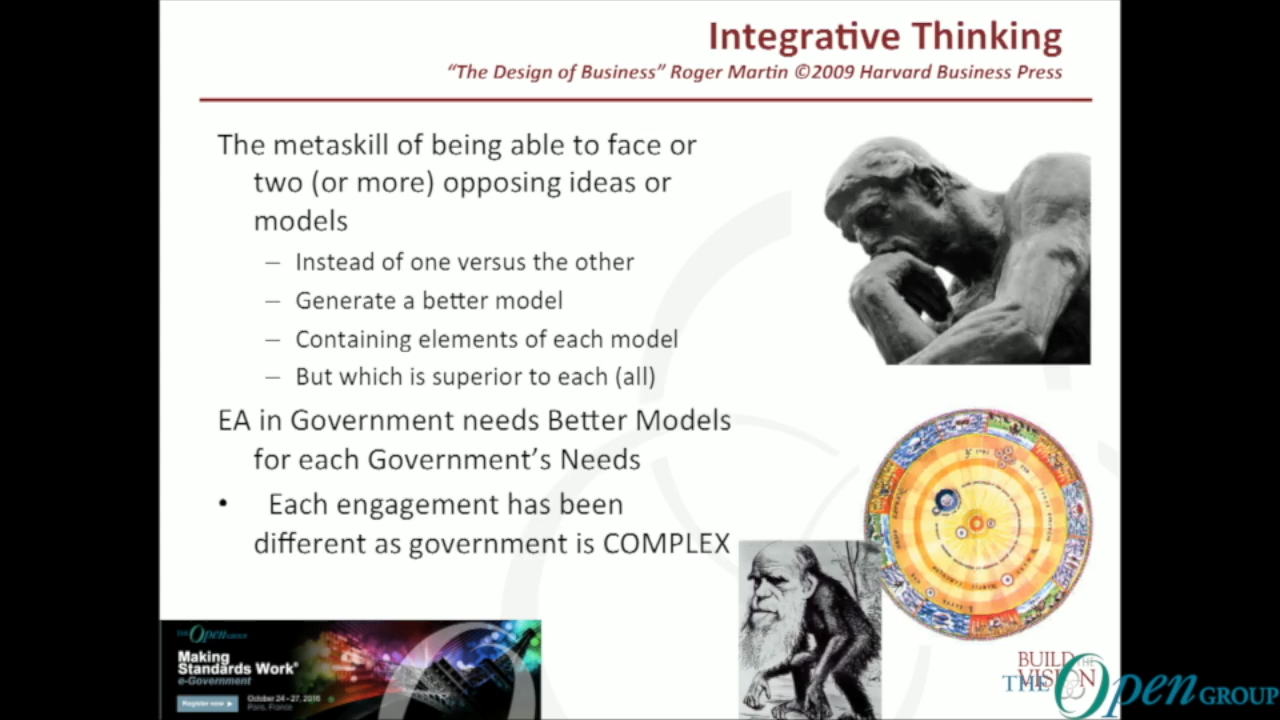 Integrative Thinking
“The Design of Business” Roger Martin ©2009 Harvard Business Press
The metaskill of being able to face or
two (or more) opposing ideas or
models
– Instead of one versus the other
– Generate a better model
– Containing elements of each model
– But which is superior to each (all)
EA in Government needs Better Models
for each Government’s Needs
• Each engagement has been
different as government is COMPLEX
THE Open GROUP
Making
Standards Work®
e-Government
Register now
October 24 - 27, 2016
Paris, France
BUILD THE
VISION
THE Open GROUP